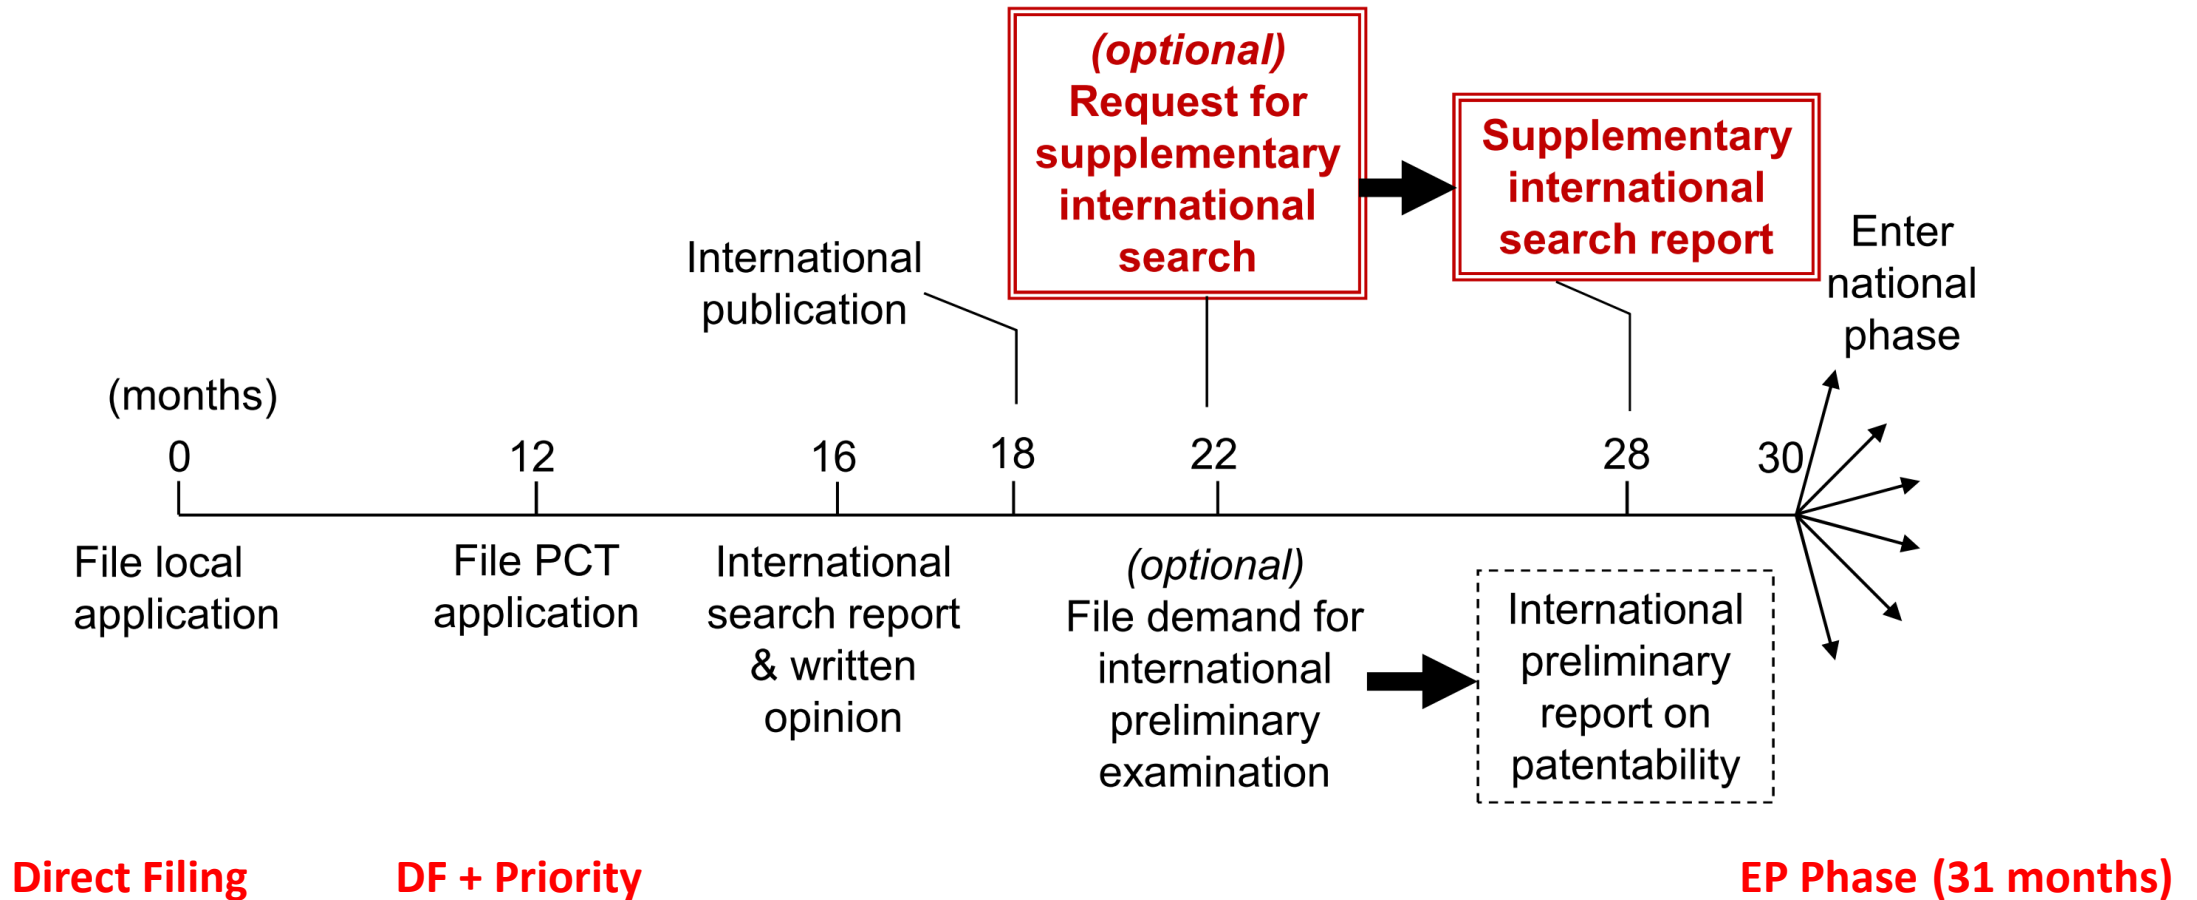 (optional)
Request for
supplementary
international
search
Supplementary
international
search report
Enter
national
phase
International
publication
(months)
0
12
16
18
22
28
30
File local
application
File PCT
application
International
search report
& written
opinion
(optional)
File demand for
international
preliminary
examination
International
preliminary
report on
patentability
Direct Filing
DF + Priority
EP Phase (31 months)